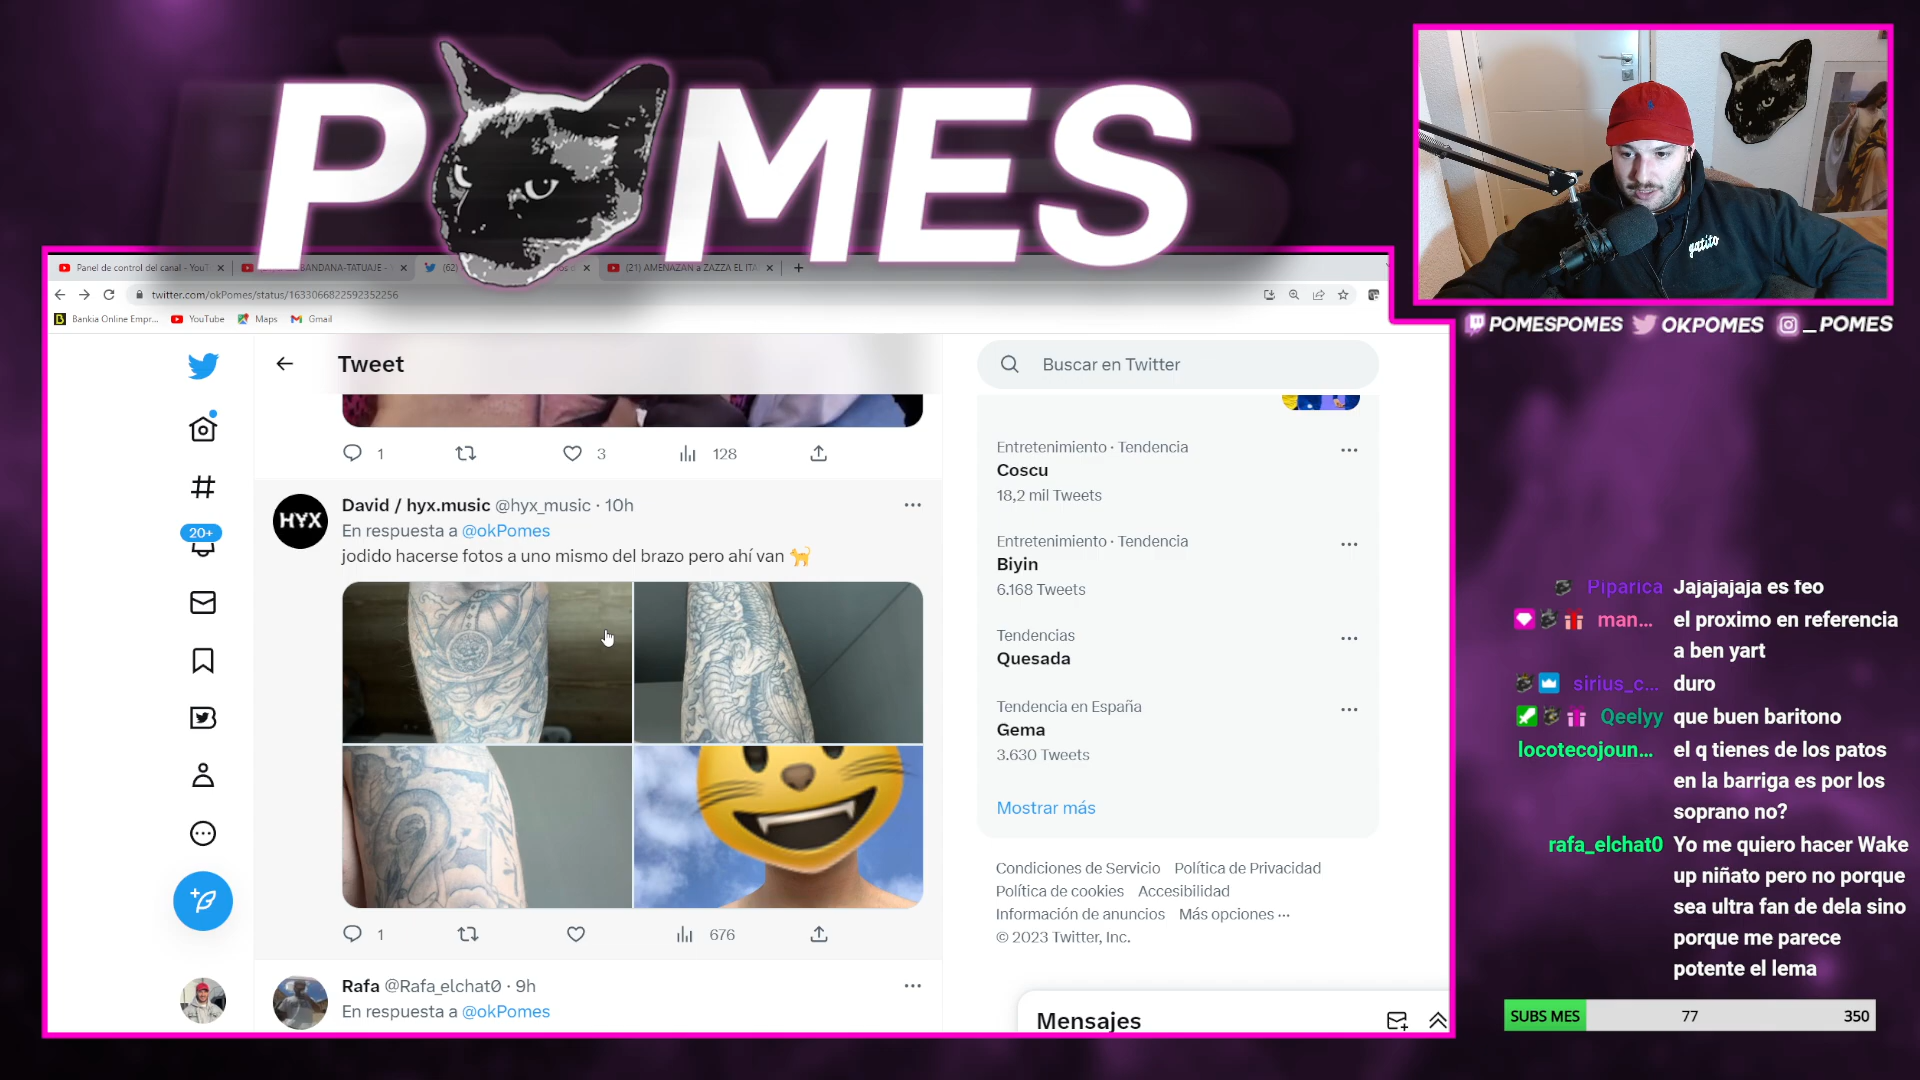 POMES
Panel de control del canal - YouT
BANDANA-TATUAJE -
(62)
(21) AMENAZAN a ZAZZA EL ITA
twitter.com/okPomes/status/1633066822592352256
Bankia Online Empr...
YouTube
Maps
Gmail
gatito
POMESPOMES
OKPOMES
_POMES
Tweet
Buscar en Twitter
1
3
128
20+
HYX
David / hyx.music @hyx_music · 10h
En respuesta a @okPomes
jodido hacerse fotos a uno mismo del brazo pero ahí van
1
676
Rafa @Rafa_elchat0 · 9h
En respuesta a @okPomes
Entretenimiento · Tendencia
Coscu
18,2 mil Tweets
Entretenimiento · Tendencia
Biyin
6.168 Tweets
Tendencias
Quesada
Tendencia en España
Gema
3.630 Tweets
Mostrar más
Condiciones de Servicio Política de Privacidad
Política de cookies Accesibilidad
Información de anuncios Más opciones ···
© 2023 Twitter, Inc.
Mensajes
Piparica Jajajajaja es feo
man... el proximo en referencia
a ben yart
sirius_c... duro
Qeelyy que buen baritono
locotecojoun... el q tienes de los patos
en la barriga es por los
soprano no?
rafa_elchat0 Yo me quiero hacer Wake
up niñato pero no porque
sea ultra fan de dela sino
porque me parece
potente el lema
SUBS MES 77 350